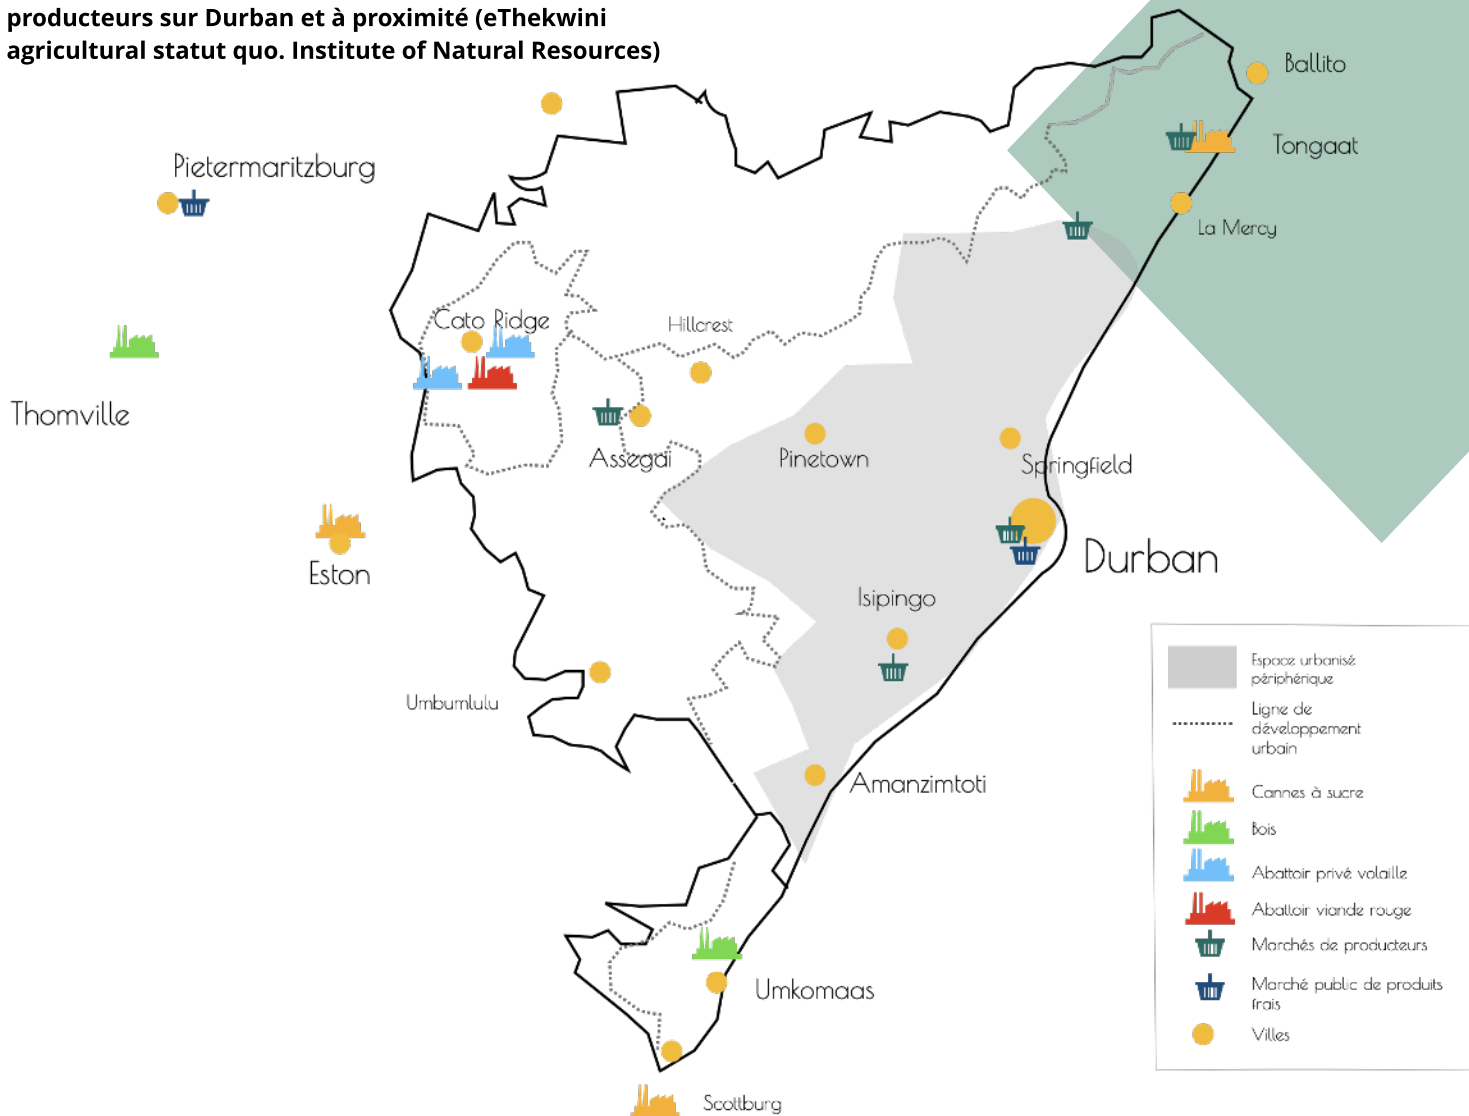 producteurs sur Durban et à proximité (eThekwini
agricultural statut quo. Institute of Natural Resources)
Ballito
Tongaat
Pietermaritzburg
La Mercy
Cato Ridge
Hillcrest
Thomville
Assegai
Pinetown
Springfield
Eston
Durban
Isipingo
Umbumlulu
Amanzimtoti
Umkomaas
Scottburg
Espace urbanisé
périphérique
Ligne de
développement
urbain
Cannes à sucre
Bois
Abattoir privé volaille
Abattoir viande rouge
Marchés de producteurs
Marché public de produits
frais
Villes